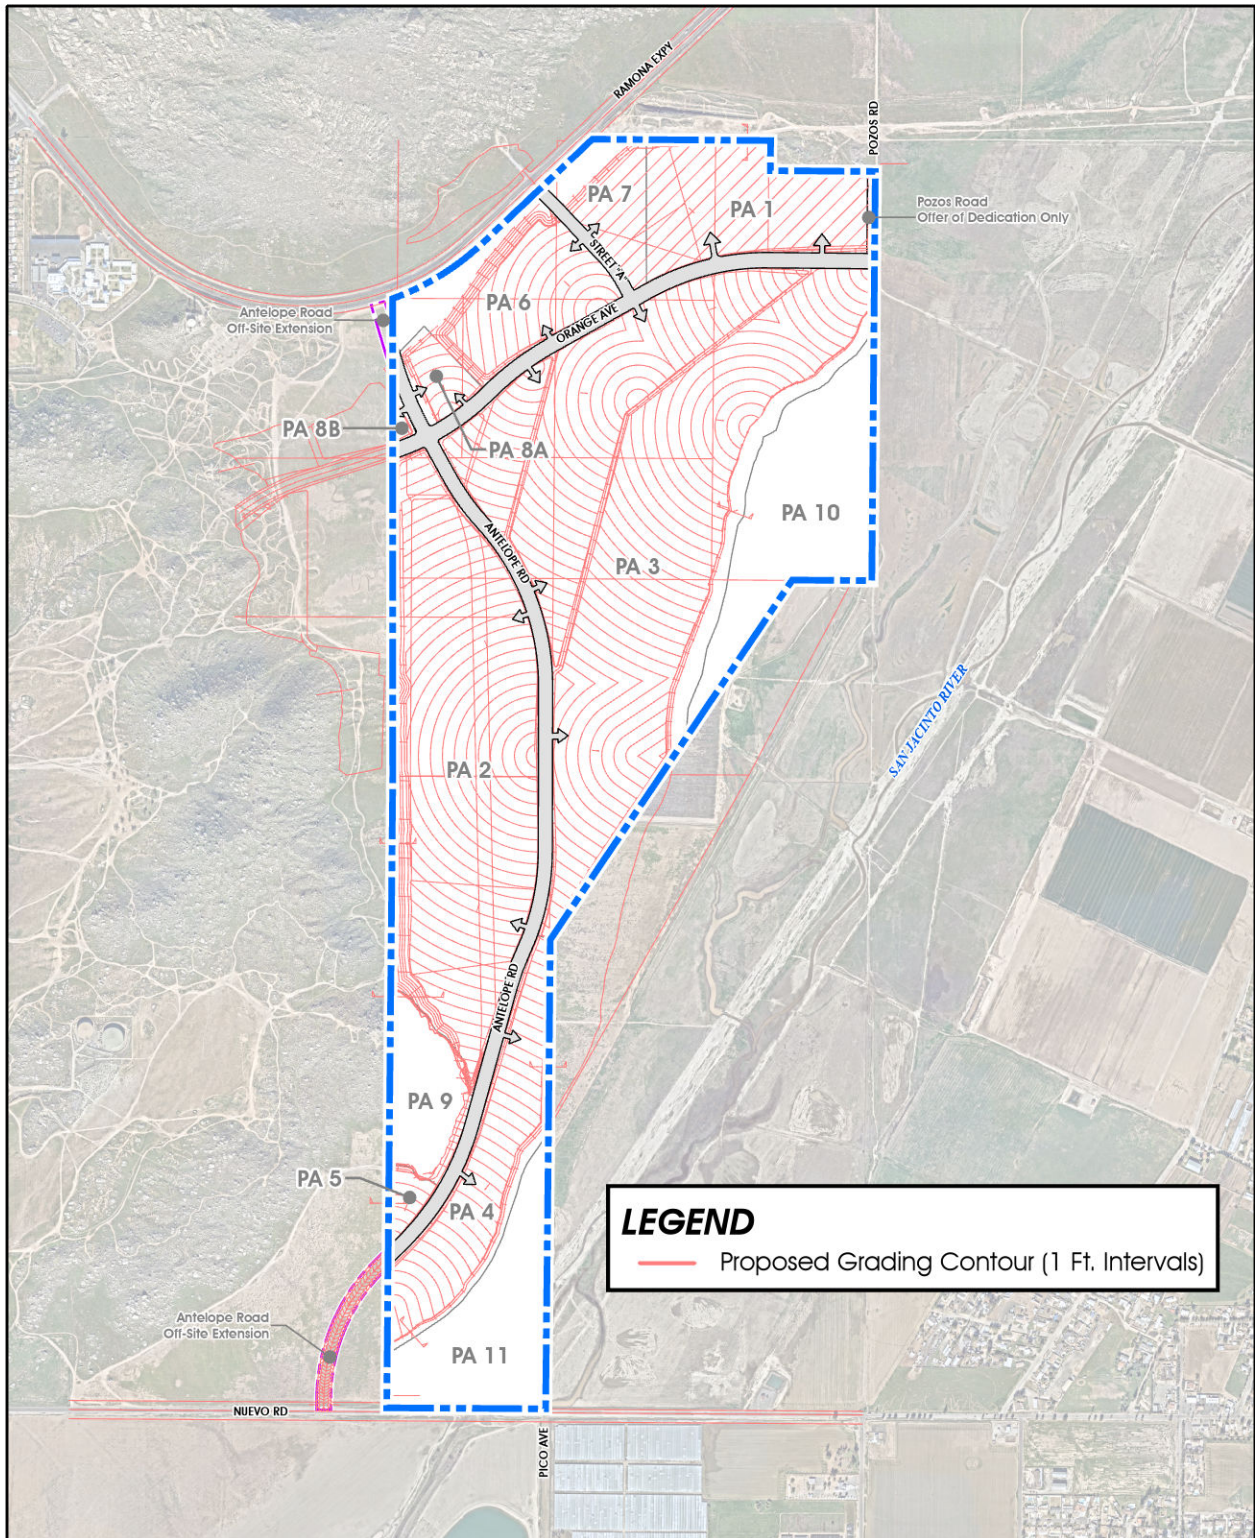 RAMONA EXPY
POZOS RD
PA 7
PA 1
Pozos Road
Offer of Dedication Only
STREET "A"
PA 6
Antelope Road
Off-Site Extension
ORANGE AVE
PA 8B
PA 8A
PA 10
ANTELOPE RD
PA 3
SAN JACINTO RIVER
PA 2
ANTELOPE RD
PA 9
PA 5
PA 4
LEGEND
Proposed Grading Contour (1 Ft. Intervals)
Antelope Road
Off-Site Extension
PA 11
NUEVO RD
PICO AVE